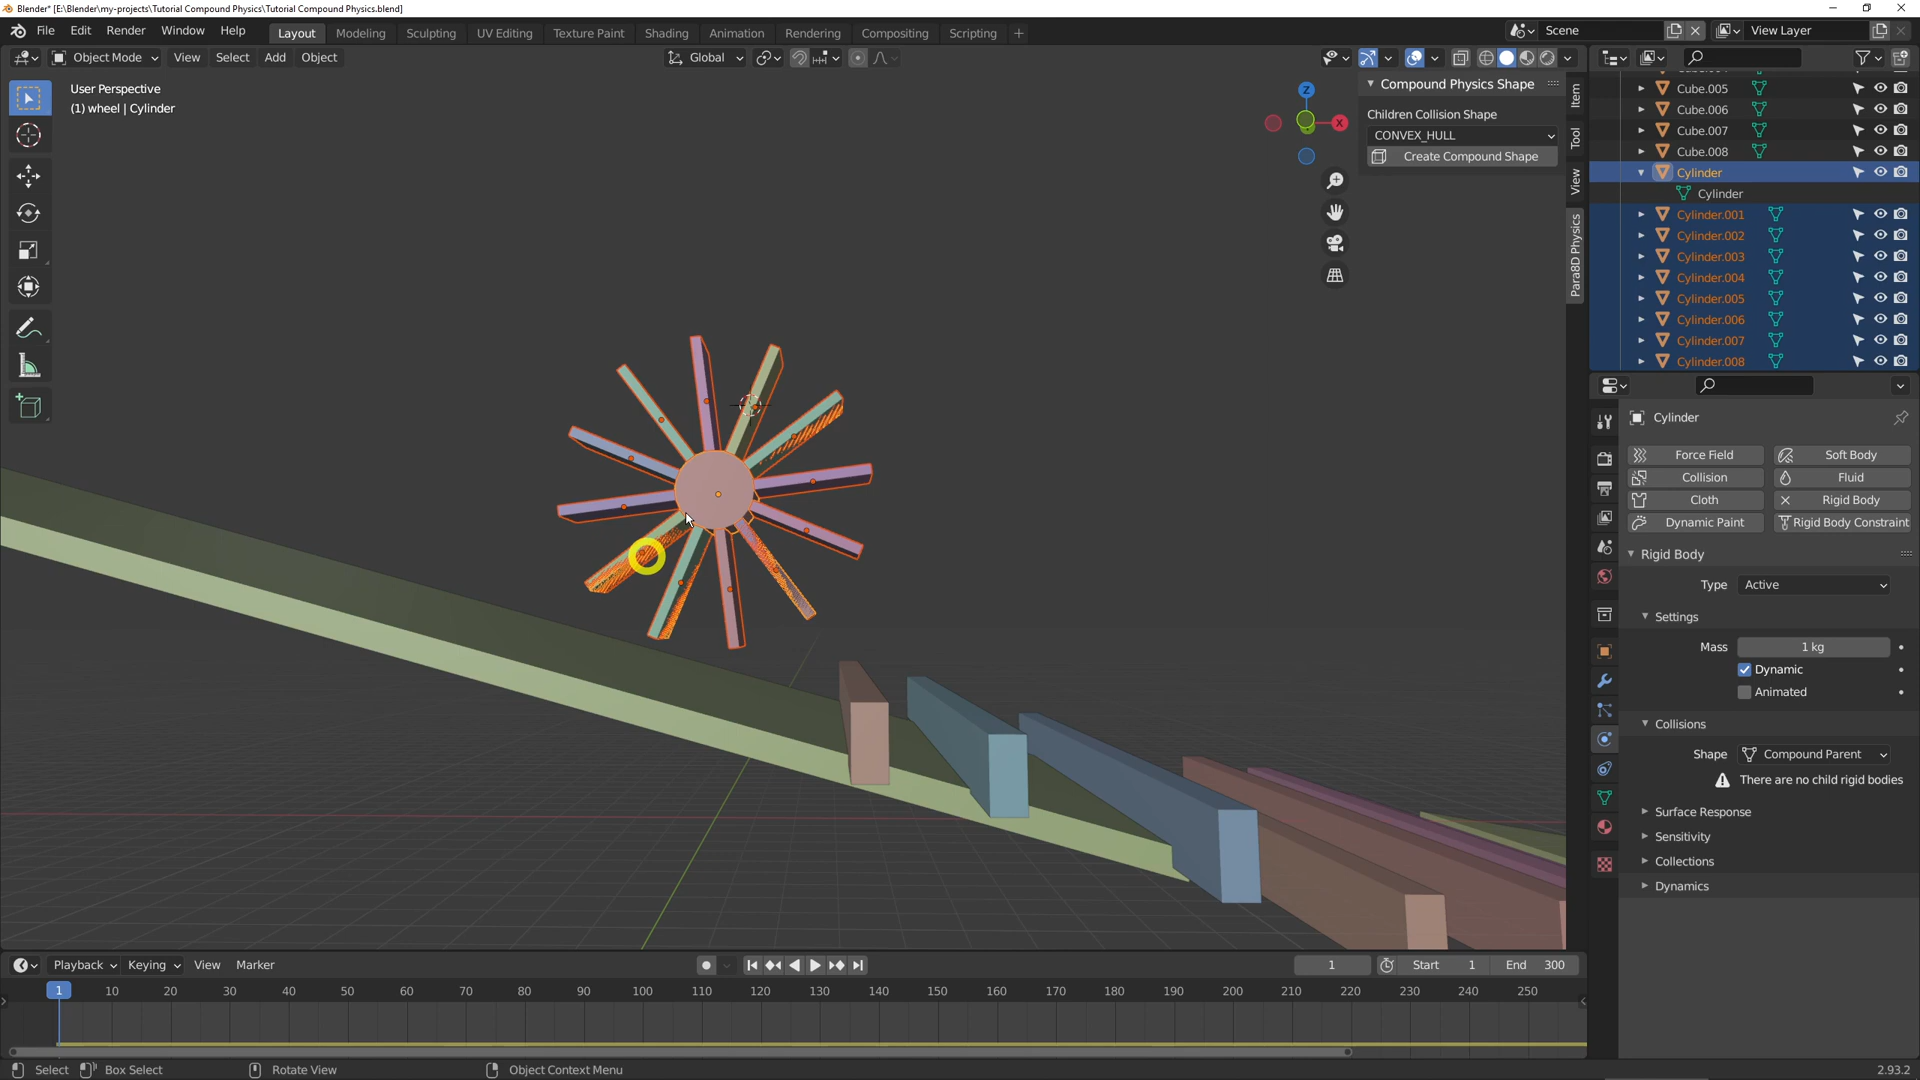 Blender* [E:\Blender\my-projects\Tutorial Compound Physics\Tutorial Compound Physics.blend]
File Edit Render Window Help Layout Modeling Sculpting UV Editing Texture Paint Shading Animation Rendering Compositing Scripting + Scene View Layer
Object Mode View Select Add Object Global
User Perspective
(1) wheel | Cylinder
Z
X
Compound Physics Shape
Children Collision Shape
CONVEX_HULL
Create Compound Shape
Item
Tool
View
Para8D Physics
Cube.005
Cube.006
Cube.007
Cube.008
Cylinder
Cylinder
Cylinder.001
Cylinder.002
Cylinder.003
Cylinder.004
Cylinder.005
Cylinder.006
Cylinder.007
Cylinder.008
Cylinder
Force Field Soft Body
Collision Fluid
Cloth Rigid Body
Dynamic Paint Rigid Body Constraint
Rigid Body
Type Active
Settings
Mass 1 kg
Dynamic
Animated
Collisions
Shape Compound Parent
There are no child rigid bodies
Surface Response
Sensitivity
Collections
Dynamics
Playback Keying View Marker 1 Start 1 End 300
1 10 20 30 40 50 60 70 80 90 100 110 120 130 140 150 160 170 180 190 200 210 220 230 240 250
Select Box Select Rotate View Object Context Menu 2.93.2